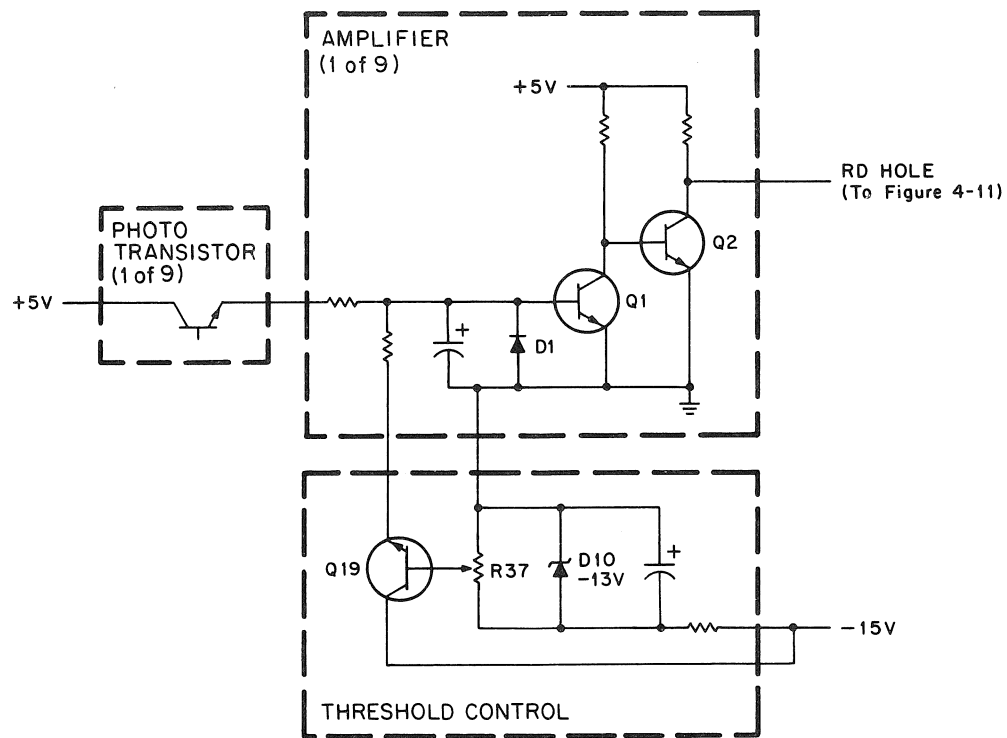 AMPLIFIER
(1 of 9)
+5V
RD HOLE
(To Figure 4-11)
PHOTO
TRANSISTOR
(1 of 9)
Q2
+5V
Q1
+
D1
Q19
R37
D10
-13V
+
-15V
THRESHOLD CONTROL